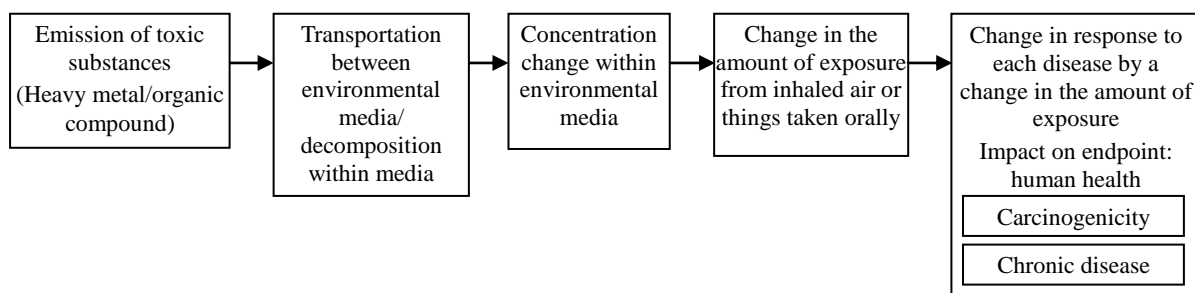 Emission of toxic
substances
(Heavy metal/organic
compound)
Transportation
between
environmental
media/
decomposition
within media
Concentration
change within
environmental
media
Change in the
amount of exposure
from inhaled air or
things taken orally
Change in response to
each disease by a
change in the amount of
exposure
Impact on endpoint:
human health
Carcinogenicity
Chronic disease